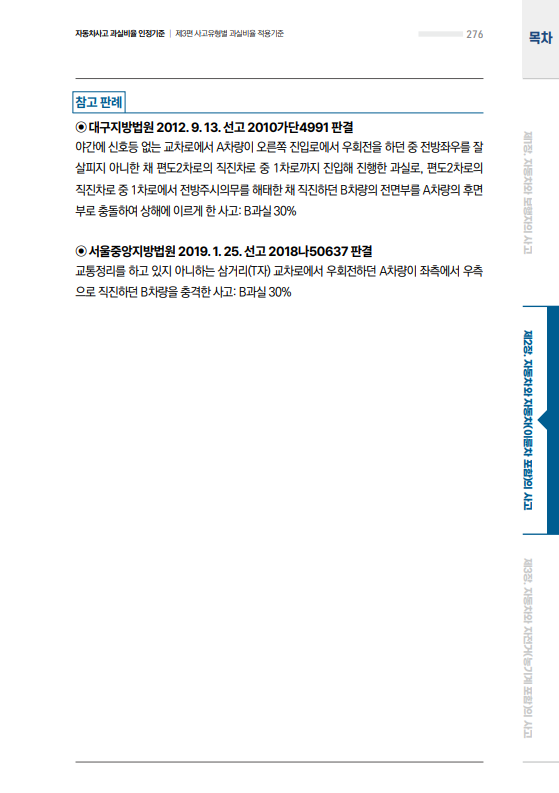 자동차사고 과실비율 인정기준 | 제3편 사고유형별 과실비율 적용기준
276
목차
참고 판례
◉ 대구지방법원 2012. 9. 13. 선고 2010가단4991 판결
야간에 신호등 없는 교차로에서 A차량이 오른쪽 진입로에서 우회전을 하던 중 전방좌우를 잘
살피지 아니한 채 편도2차로의 직진차로 중 1차로까지 진입해 진행한 과실로, 편도2차로의
직진차로 중 1차로에서 전방주시의무를 해태한 채 직진하던 B차량의 전면부를 A차량의 후면
부로 충돌하여 상해에 이르게 한 사고: B과실 30%
◉ 서울중앙지방법원 2019. 1. 25. 선고 2018나50637 판결
교통정리를 하고 있지 아니하는 삼거리(T자) 교차로에서 우회전하던 A차량이 좌측에서 우측
으로 직진하던 B차량을 충격한 사고: B과실 30%
제1장. 자동차와 보행자의 사고
제2장. 자동차와 자동차(이륜차 포함)의 사고
제3장. 자동차와 자전거(농기계 포함)의 사고